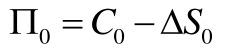 Π₀ = C₀ − ΔS₀